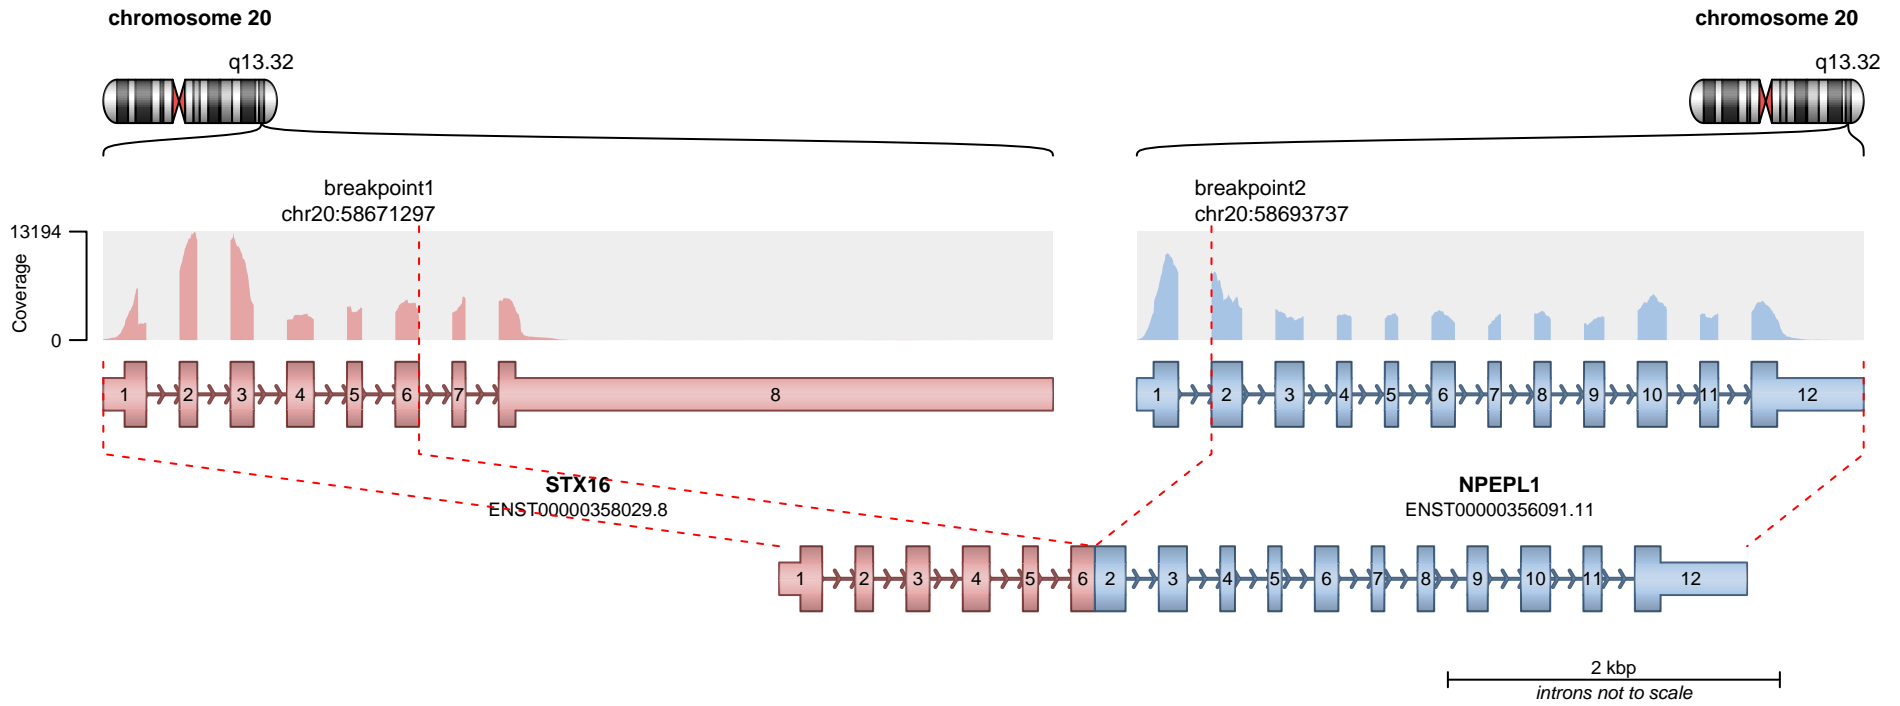 chromosome 20
chromosome 20
q13.32
q13.32
breakpoint1
chr20:58671297
breakpoint2
chr20:58693737
13194
Coverage
0
1 2 3 4 5 6 7 8
1 2 3 4 5 6 7 8 9 10 11 12
STX16
ENST00000358029.8
NPEPL1
ENST00000356091.11
1 2 3 4 5 6 2 3 4 5 6 7 8 9 10 11 12
2 kbp
introns not to scale